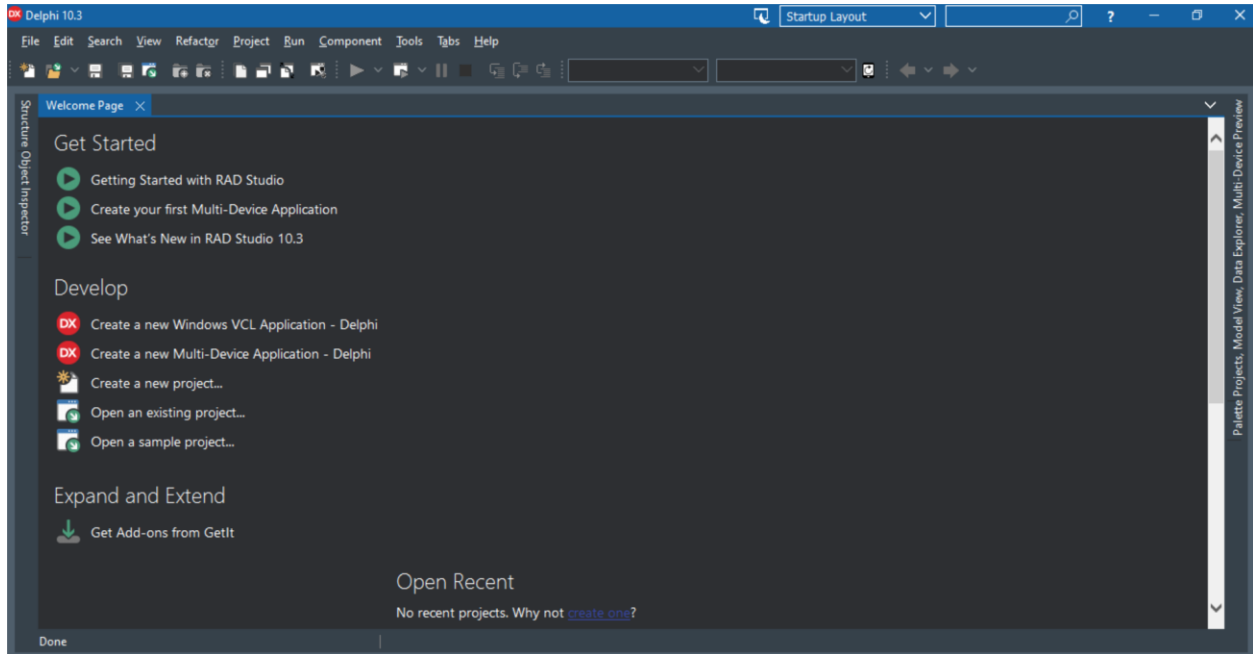 DX Delphi 10.3
Startup Layout
?
File Edit Search View Refactor Project Run Component Tools Tabs Help
Structure Object Inspector
Welcome Page
Get Started
Getting Started with RAD Studio
Create your first Multi-Device Application
See What's New in RAD Studio 10.3
Develop
DX Create a new Windows VCL Application - Delphi
DX Create a new Multi-Device Application - Delphi
Create a new project...
Open an existing project...
Open a sample project...
Expand and Extend
Get Add-ons from GetIt
Open Recent
No recent projects. Why not create one?
Palette Projects, Model View, Data Explorer, Multi-Device Preview
Done